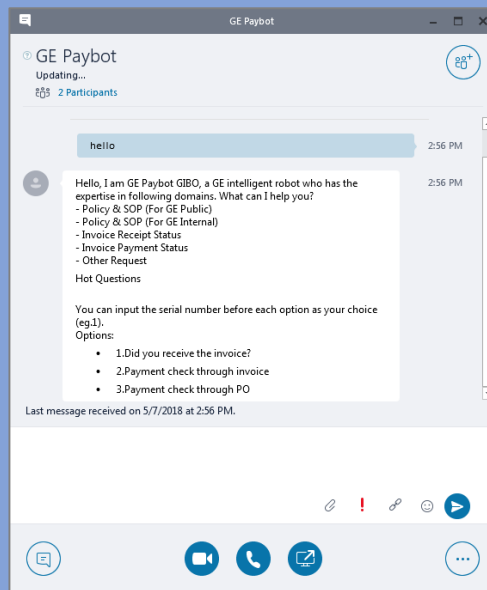 GE Paybot
GE Paybot
Updating...
2 Participants
hello
2:56 PM
Hello, I am GE Paybot GIBO, a GE intelligent robot who has the
2:56 PM
expertise in following domains. What can I help you?
- Policy & SOP (For GE Public)
- Policy & SOP (For GE Internal)
- Invoice Receipt Status
- Invoice Payment Status
- Other Request
Hot Questions
You can input the serial number before each option as your choice
(eg.1).
Options:
• 1.Did you receive the invoice?
• 2.Payment check through invoice
• 3.Payment check through PO
Last message received on 5/7/2018 at 2:56 PM.